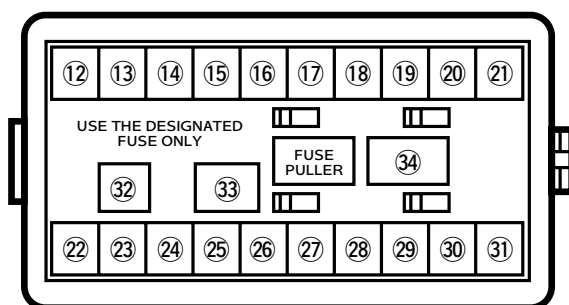 ⑫ ⑬ ⑭ ⑮ ⑯ ⑰ ⑱ ⑲ ⑳ ㉑
USE THE DESIGNATED
FUSE ONLY
FUSE
PULLER
㉞
㉜ ㉝
㉒ ㉓ ㉔ ㉕ ㉖ ㉗ ㉘ ㉙ ㉚ ㉛